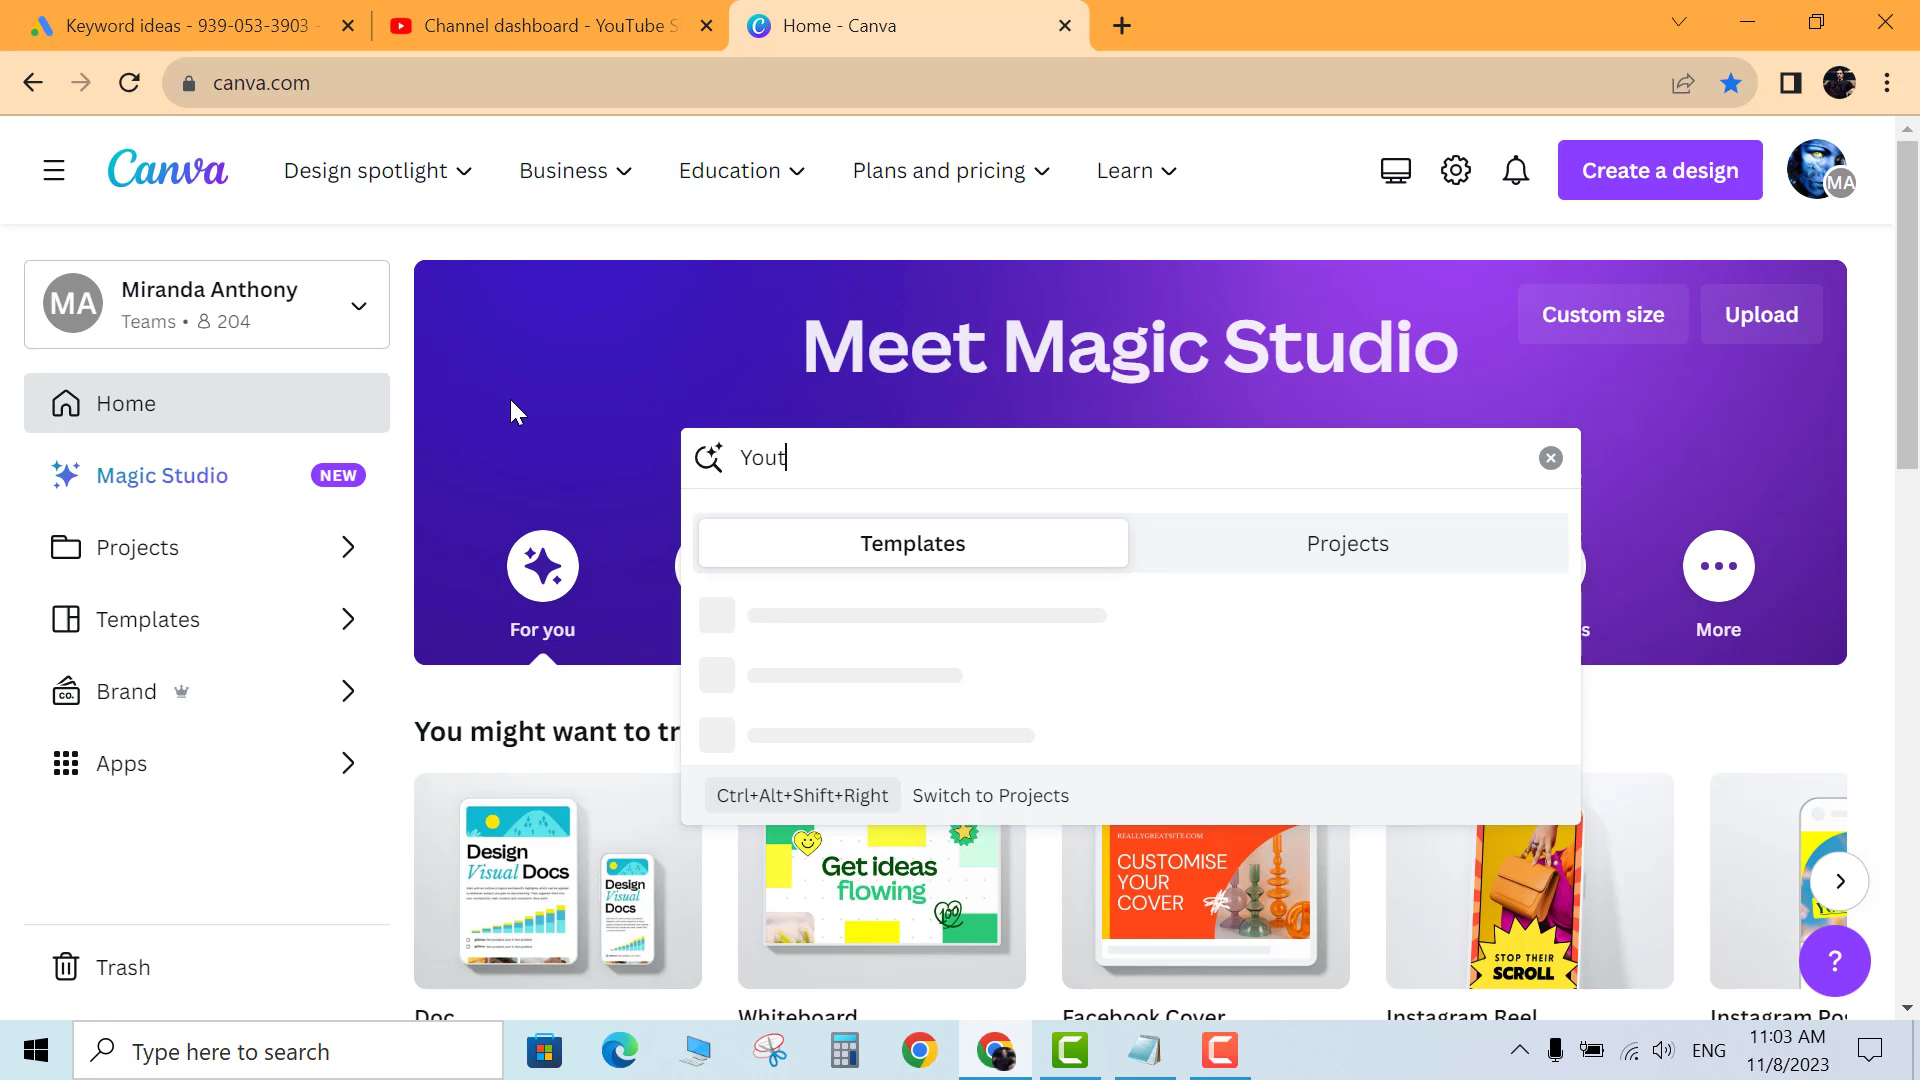 Keyword ideas - 939-053-3903 -
Channel dashboard - YouTube S
Home - Canva
canva.com
Canva
Design spotlight
Business
Education
Plans and pricing
Learn
Create a design
MA
MA
Miranda Anthony
Teams • 204
Home
Magic Studio
NEW
Projects
Templates
Brand
CO.
Apps
Trash
Meet Magic Studio
Custom size
Upload
Yout
Templates
Projects
Ctrl+Alt+Shift+Right
Switch to Projects
For you
s
More
You might want to tr
Design
Visual Docs
Design
Visual
Docs
Get ideas
flowing
100
REALLYGREATSITE.COM
CUSTOMISE
YOUR
COVER
STOP THEIR
SCROLL
?
Doc
Whiteboard
Facebook Cover
Instagram Reel
Instagram Pos
Type here to search
ENG
11:03 AM
11/8/2023